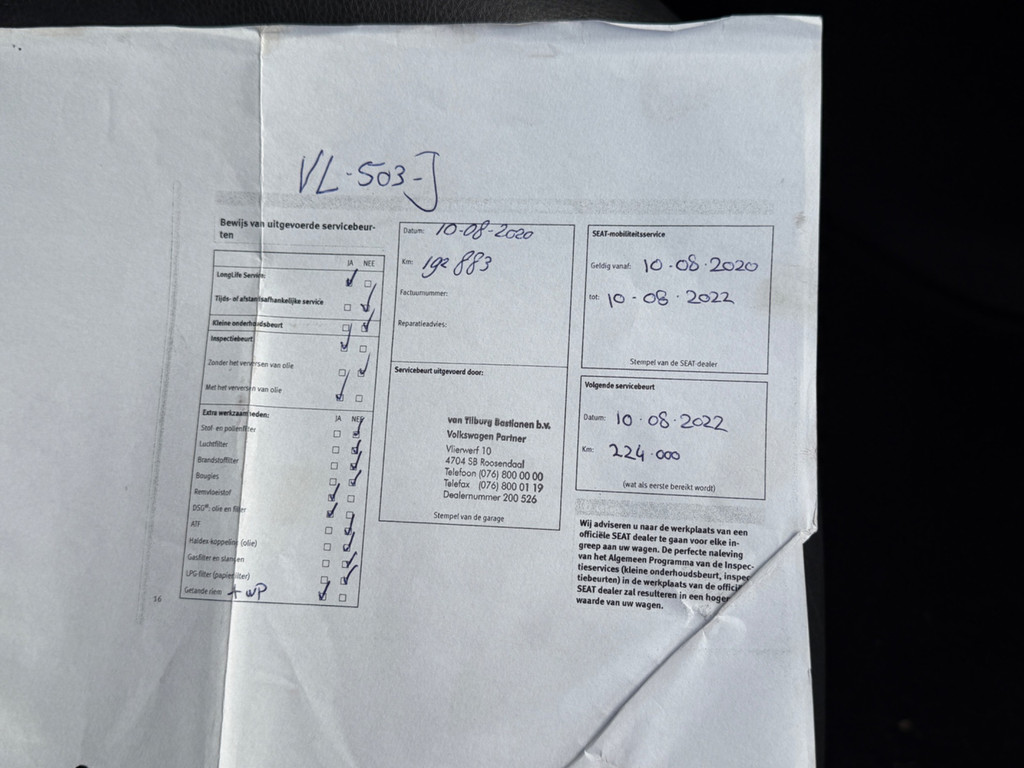 VL-503-J
Bewijs van uitgevoerde servicebeur-
ten
JA NEE
LongLife Service
Tijds- of afstandsafhankelijke service
Kleine onderhoudsbeurt
Inspectiebeurt
Zonder het verversen van olie
Met het verversen van olie
Extra werkzaamheden: JA NEE
Stof- en pollenfilter
Luchtfilter
Brandstoffilter
Bougies
Remvloeistof
DSG®: olie en filter
ATF
Haldex koppeling (olie)
Gasfilter en slangen
LPG-filter (papierfilter)
Getande riem + WP
16
Datum: 10-08-2020
Km: 192 883
Factuurnummer:
Reparatieadvies:
Servicebeurt uitgevoerd door:
van Tilburg Bastianen b.v.
Volkswagen Partner
Vlierwerf 10
4704 SB Roosendaal
Telefoon (076) 800 00 00
Telefax (076) 800 01 19
Dealernummer 200 526
Stempel van de garage
SEAT-mobiliteitsservice
Geldig vanaf: 10-08-2020
tot: 10-08-2022
Stempel van de SEAT-dealer
Volgende servicebeurt
Datum: 10-08-2022
Km: 224.000
(wat als eerste bereikt wordt)
Wij adviseren u naar de werkplaats van een
officiële SEAT dealer te gaan voor elke in-
greep aan uw wagen. De perfecte naleving
van het Algemeen Programma van de Inspec-
tieservices (kleine onderhoudsbeurt, inspec-
tiebeurten) in de werkplaats van de offici
SEAT dealer zal resulteren in een hoger
waarde van uw wagen.